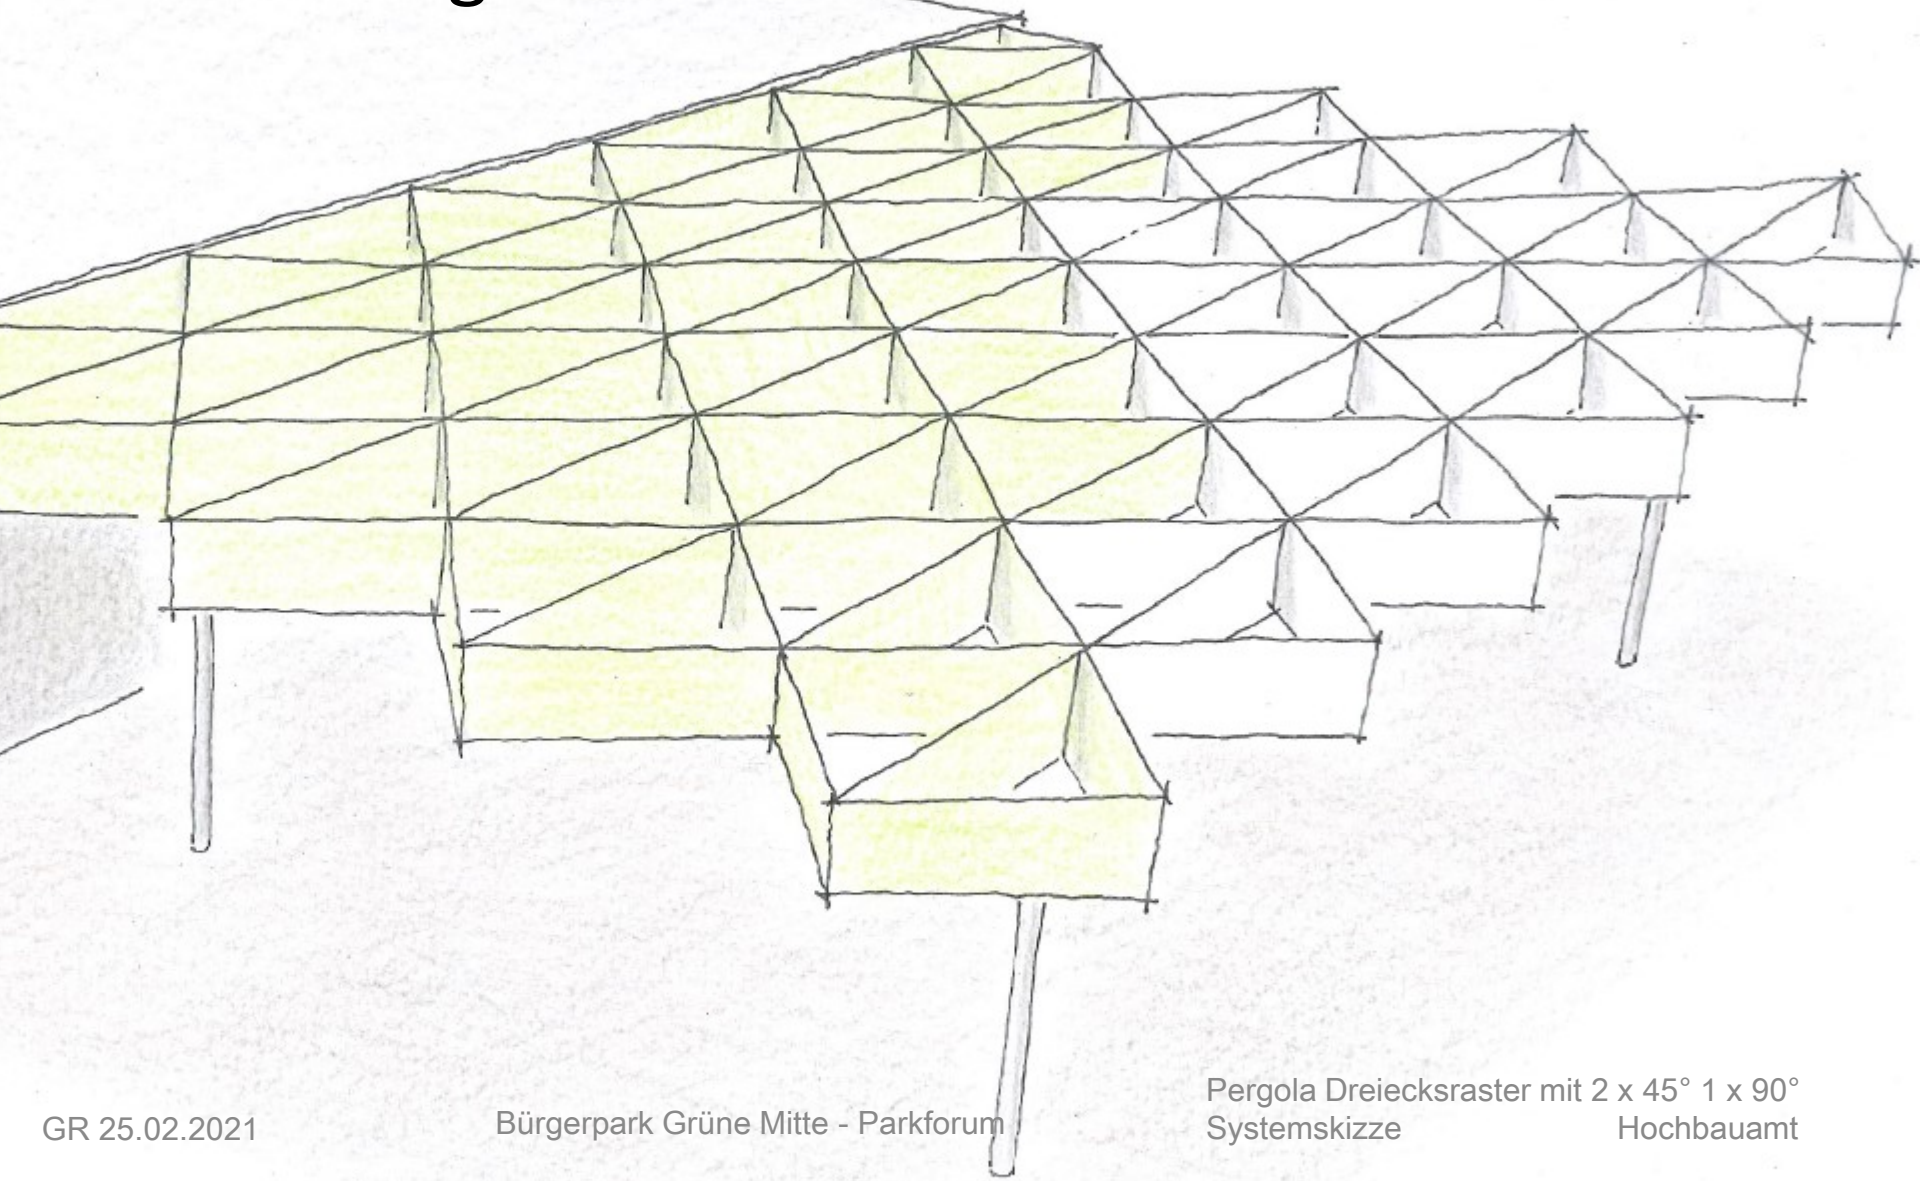 GR 25.02.2021
Bürgerpark Grüne Mitte - Parkforum
Pergola Dreiecksraster mit 2 x 45° 1 x 90°
Systemskizze Hochbauamt